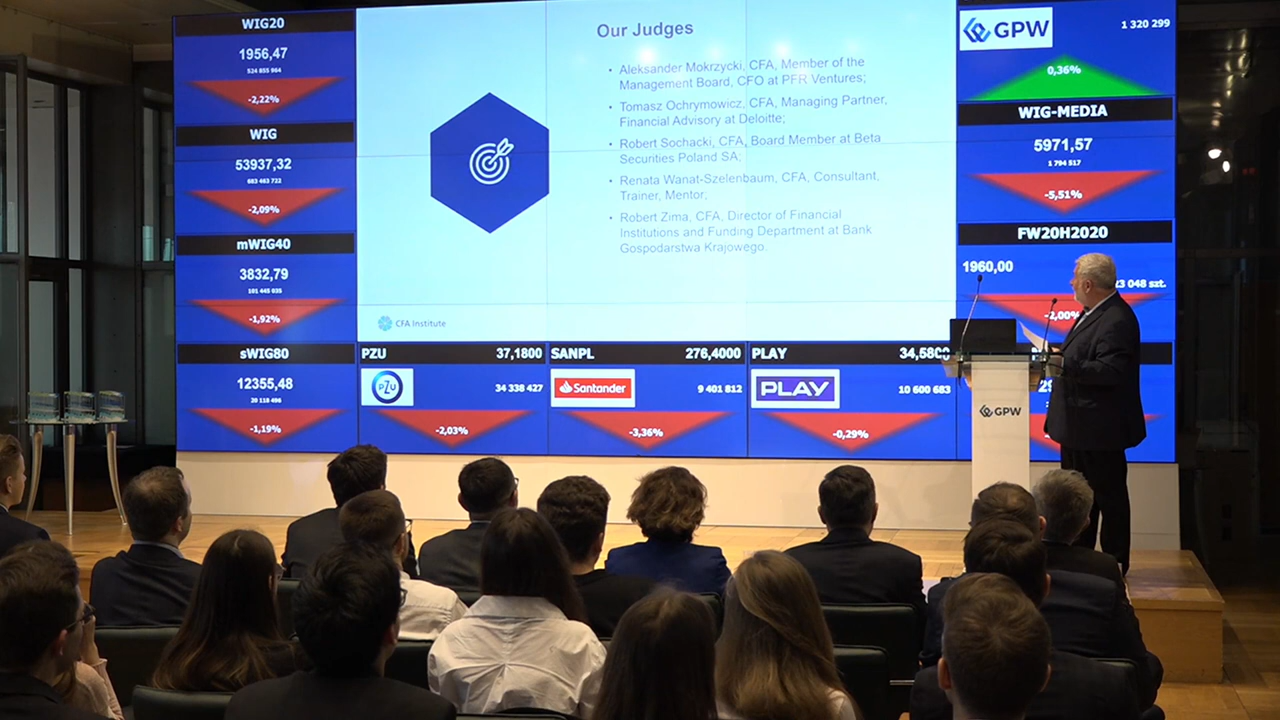 WIG20
1956,47
524 855 964
-2,22%
WIG
53937,32
683 463 722
-2,09%
mWIG40
3832,79
101 445 035
-1,92%
sWIG80
12355,48
20 118 496
-1,19%
Our Judges
• Aleksander Mokrzycki, CFA, Member of the
Management Board, CFO at PFR Ventures;
• Tomasz Ochrymowicz, CFA, Managing Partner,
Financial Advisory at Deloitte;
• Robert Sochacki, CFA, Board Member at Beta
Securities Poland SA;
• Renata Wanat-Szelenbaum, CFA, Consultant,
Trainer, Mentor;
• Robert Zima, CFA, Director of Financial
Institutions and Funding Department at Bank
Gospodarstwa Krajowego.
CFA Institute
PZU 37,1800
PZU
34 338 427
-2,03%
SANPL 276,4000
Santander
9 401 812
-3,36%
PLAY 34,5800
PLAY
10 600 683
-0,29%
GPW
1 320 299
0,36%
WIG-MEDIA
5971,57
1 794 517
-5,51%
FW20H2020
1960,00
3 048 szt.
-2,00%
GPW